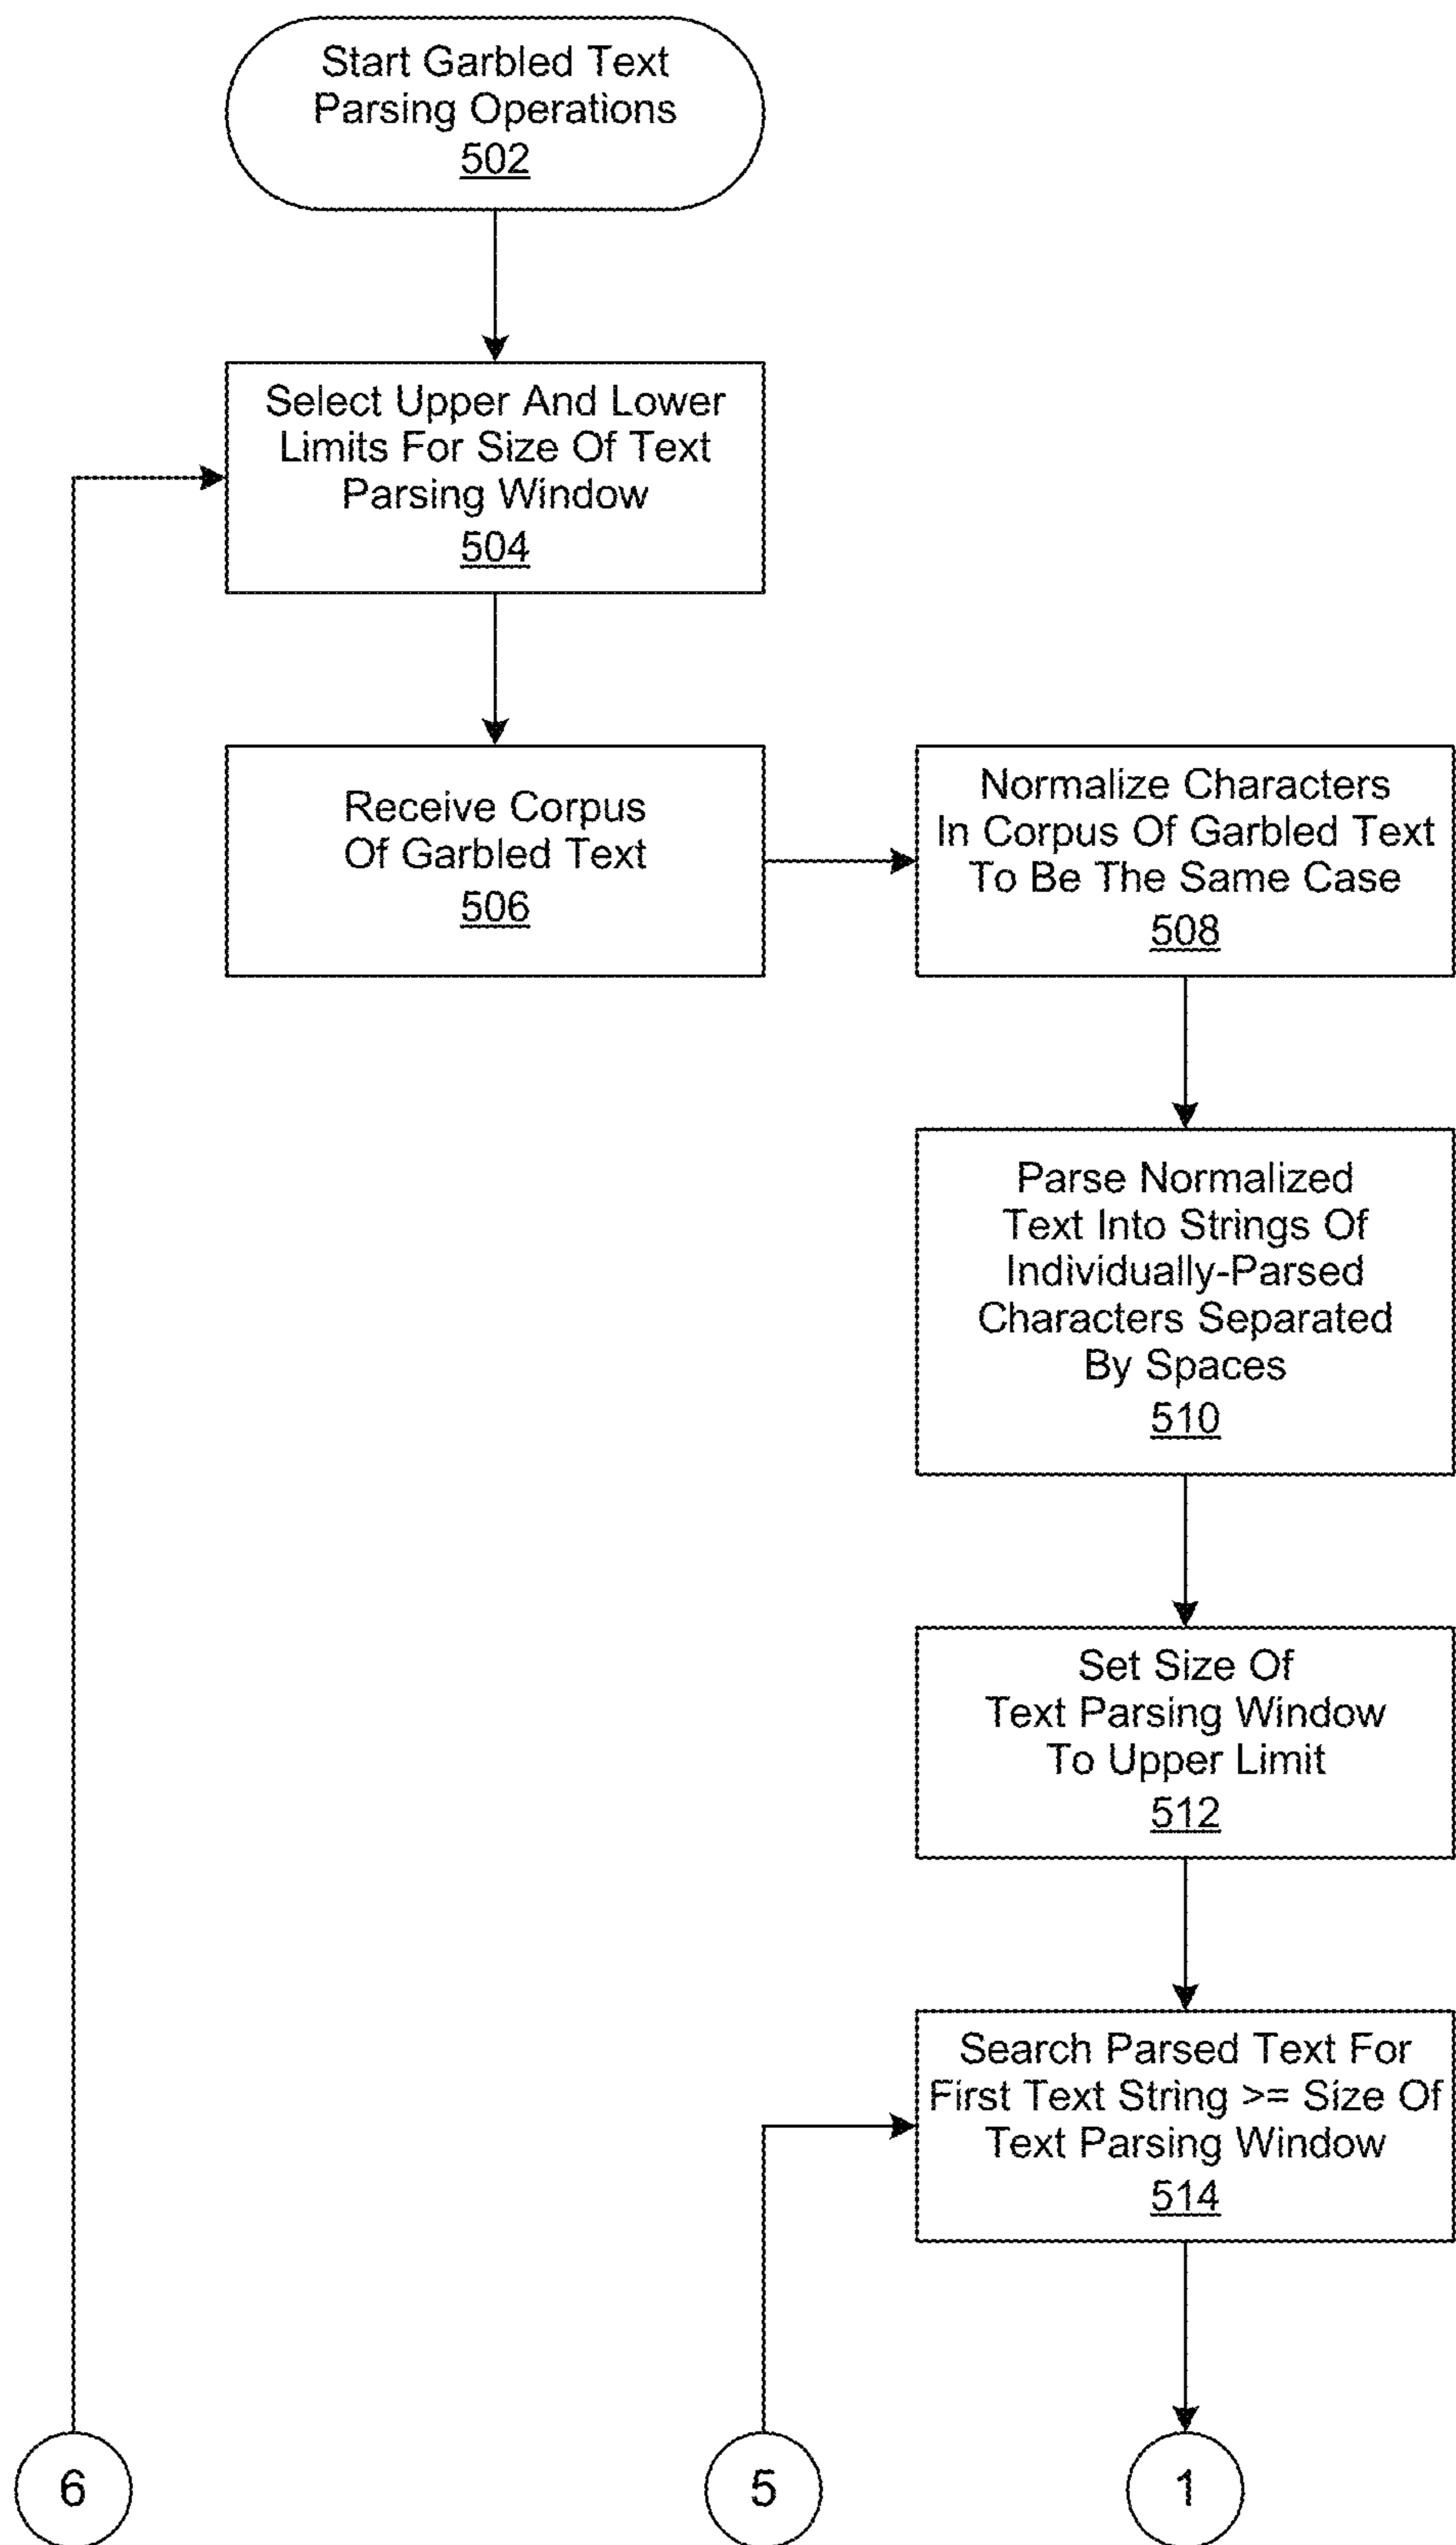 Start Garbled Text
Parsing Operations
502
Select Upper And Lower
Limits For Size Of Text
Parsing Window
504
Receive Corpus
Of Garbled Text
506
Normalize Characters
In Corpus Of Garbled Text
To Be The Same Case
508
Parse Normalized
Text Into Strings Of
Individually-Parsed
Characters Separated
By Spaces
510
Set Size Of
Text Parsing Window
To Upper Limit
512
Search Parsed Text For
First Text String >= Size Of
Text Parsing Window
514
6
5
1